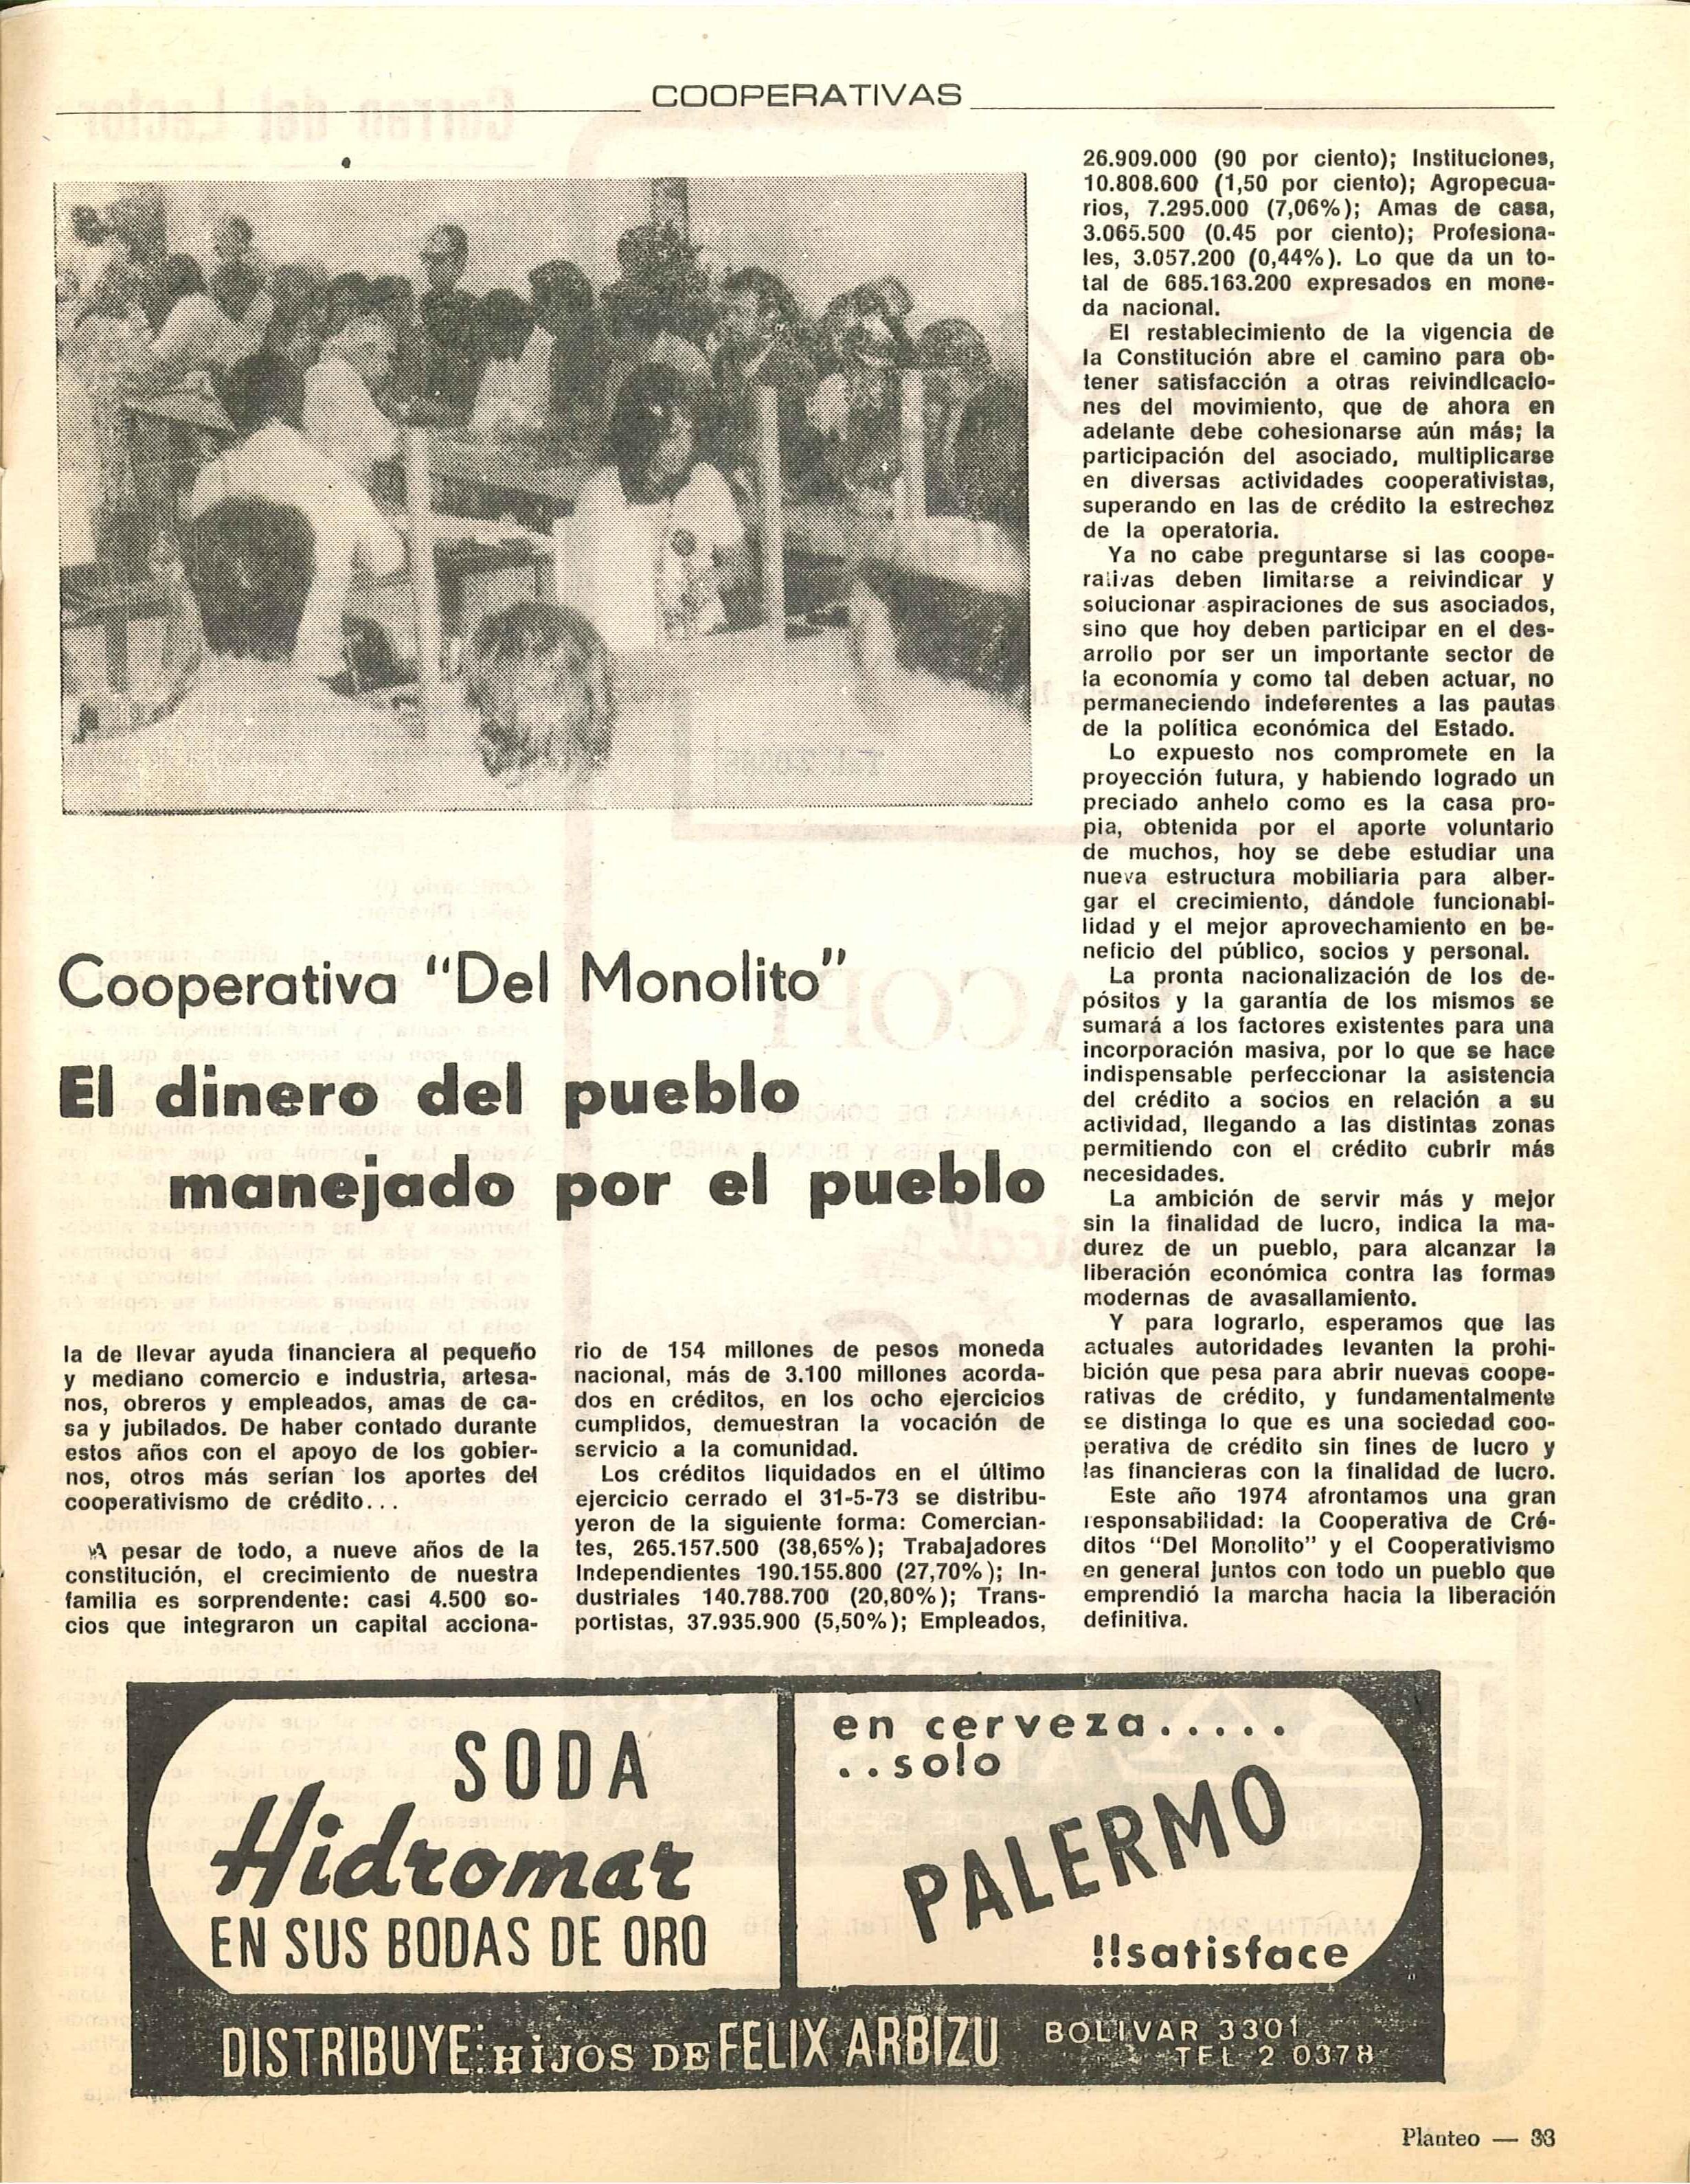 COOPERATIVAS
Cooperativa "Del Monolito"
El dinero del pueblo
manejado por el pueblo
la de llevar ayuda financiera al pequeño
y mediano comercio e industria, artesa-
nos, obreros y empleados, amas de ca-
sa y jubilados. De haber contado durante
estos años con el apoyo de los gobier-
nos, otros más serían los aportes del
cooperativismo de crédito...
A pesar de todo, a nueve años de la
constitución, el crecimiento de nuestra
familia es sorprendente: casi 4.500 so-
cios que integraron un capital acciona-
rio de 154 millones de pesos moneda
nacional, más de 3.100 millones acorda-
dos en créditos, en los ocho ejercicios
cumplidos, demuestran la vocación de
servicio a la comunidad.
Los créditos liquidados en el último
ejercicio cerrado el 31-5-73 se distribu-
yeron de la siguiente forma: Comercian-
tes, 265.157.500 (38,65%); Trabajadores
Independientes 190.155.800 (27,70%); In-
dustriales 140.788.700 (20,80%); Trans-
portistas, 37.935.900 (5,50%); Empleados,
26.909.000 (90 por ciento); Instituciones,
10.808.600 (1,50 por ciento); Agropecua-
rios, 7.295.000 (7,06%); Amas de casa,
3.065.500 (0.45 por ciento); Profesiona-
les, 3.057.200 (0,44%). Lo que da un to-
tal de 685.163.200 expresados en mone-
da nacional.
El restablecimiento de la vigencia de
la Constitución abre el camino para ob-
tener satisfacción a otras reivindicacio-
nes del movimiento, que de ahora en
adelante debe cohesionarse aún más; la
participación del asociado, multiplicarse
en diversas actividades cooperativistas,
superando en las de crédito la estrechez
de la operatoria.
Ya no cabe preguntarse si las coope-
rativas deben limitarse a reivindicar y
solucionar aspiraciones de sus asociados,
sino que hoy deben participar en el des-
arrollo por ser un importante sector de
la economía y como tal deben actuar, no
permaneciendo indeferentes a las pautas
de la política económica del Estado.
Lo expuesto nos compromete en la
proyección futura, y habiendo logrado un
preciado anhelo como es la casa pro-
pia, obtenida por el aporte voluntario
de muchos, hoy se debe estudiar una
nueva estructura mobiliaria para alber-
gar el crecimiento, dándole funcionabi-
lidad y el mejor aprovechamiento en be-
neficio del público, socios y personal.
La pronta nacionalización de los de-
pósitos y la garantía de los mismos se
sumará a los factores existentes para una
incorporación masiva, por lo que se hace
indispensable perfeccionar la asistencia
del crédito a socios en relación a su
actividad, llegando a las distintas zonas
permitiendo con el crédito cubrir más
necesidades.
La ambición de servir más y mejor
sin la finalidad de lucro, indica la ma-
durez de un pueblo, para alcanzar la
liberación económica contra las formas
modernas de avasallamiento.
Y para lograrlo, esperamos que las
actuales autoridades levanten la prohi-
bición que pesa para abrir nuevas coope-
rativas de crédito, y fundamentalmente
se distinga lo que es una sociedad coo-
perativa de crédito sin fines de lucro y
las financieras con la finalidad de lucro.
Este año 1974 afrontamos una gran
responsabilidad: la Cooperativa de Cré-
ditos "Del Monolito" y el Cooperativismo
en general juntos con todo un pueblo que
emprendió la marcha hacia la liberación
definitiva.
SODA
Hidromar
EN SUS BODAS DE ORO
en cerveza.....
..solo
PALERMO
!!satisface
DISTRIBUYE: HIJOS DE FELIX ARBIZU
BOLIVAR 3301
TEL 2 0378
Planteo — 33